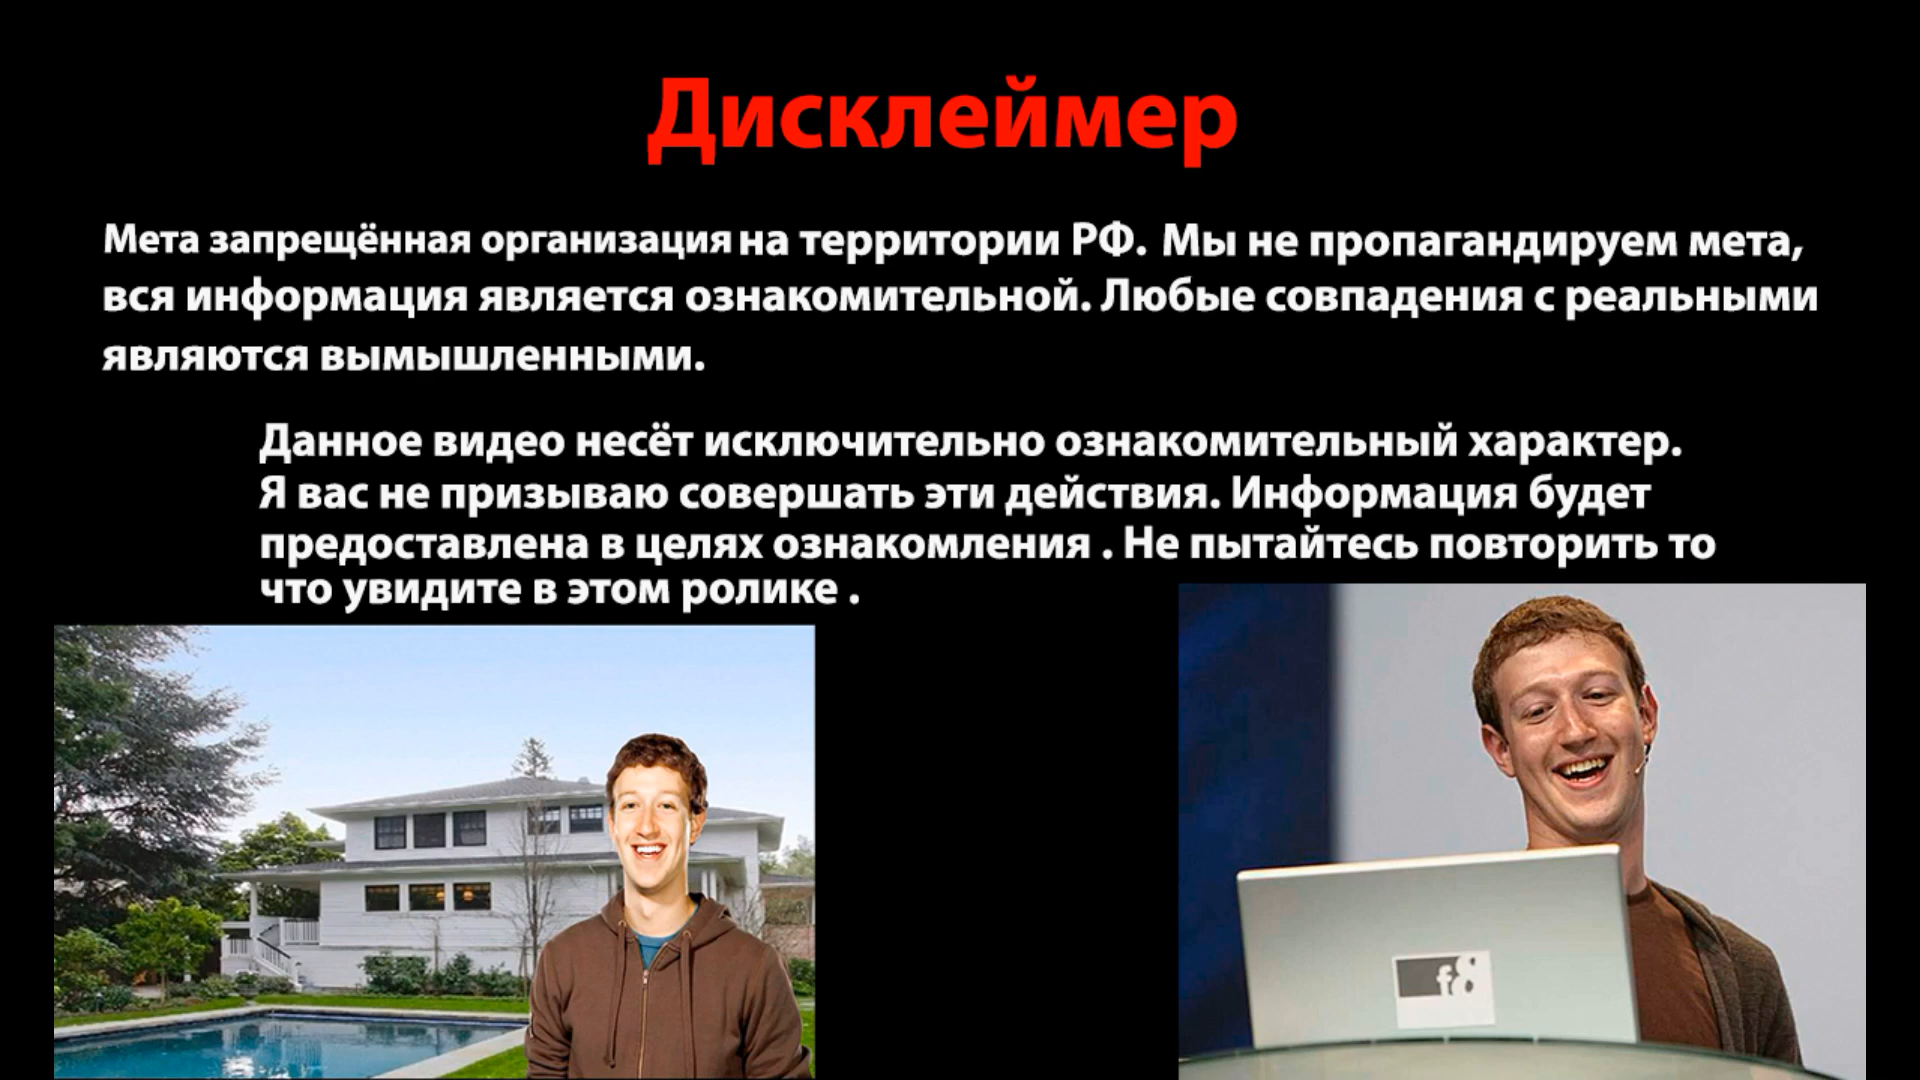 Дисклеймер
Мета запрещённая организация на территории РФ. Мы не пропагандируем мета,
вся информация является ознакомительной. Любые совпадения с реальными
являются вымышленными.
Данное видео несёт исключительно ознакомительный характер.
Я вас не призываю совершать эти действия. Информация будет
предоставлена в целях ознакомления . Не пытайтесь повторить то
что увидите в этом ролике .
f8